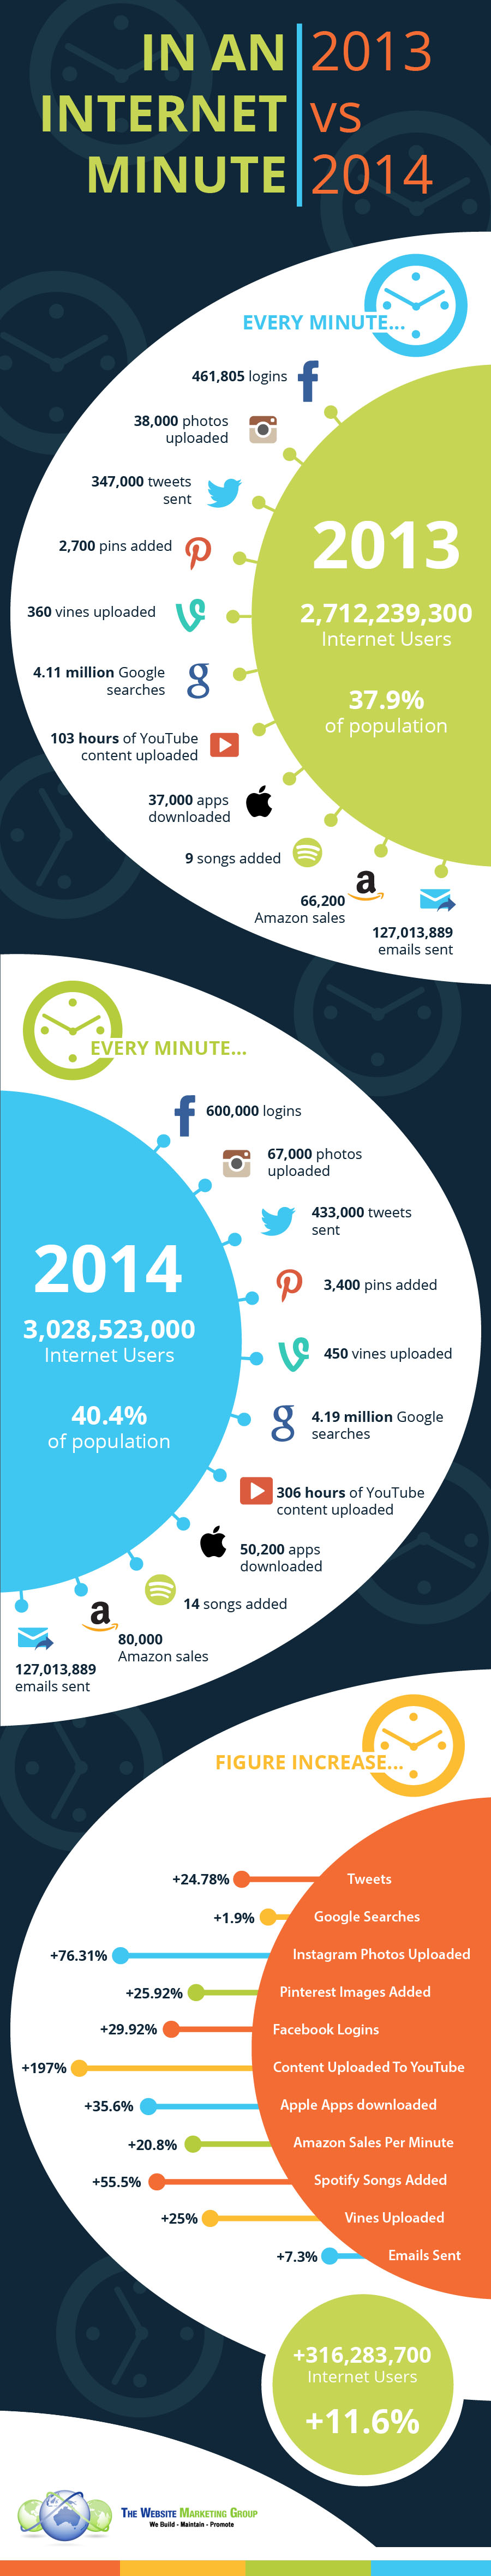 IN AN
INTERNET
MINUTE
2013
vs
2014
EVERY MINUTE...
461,805 logins
38,000 photos
uploaded
347,000 tweets
sent
2,700 pins added
360 vines uploaded
4.11 million Google
searches
103 hours of YouTube
content uploaded
37,000 apps
downloaded
9 songs added
66,200
Amazon sales
127,013,889
emails sent
2013
2,712,239,300
Internet Users
37.9%
of population
EVERY MINUTE...
600,000 logins
67,000 photos
uploaded
433,000 tweets
sent
3,400 pins added
450 vines uploaded
4.19 million Google
searches
306 hours of YouTube
content uploaded
50,200 apps
downloaded
14 songs added
80,000
Amazon sales
127,013,889
emails sent
2014
3,028,523,000
Internet Users
40.4%
of population
FIGURE INCREASE...
+24.78% Tweets
+1.9% Google Searches
+76.31% Instagram Photos Uploaded
+25.92% Pinterest Images Added
+29.92% Facebook Logins
+197% Content Uploaded To YouTube
+35.6% Apple Apps downloaded
+20.8% Amazon Sales Per Minute
+55.5% Spotify Songs Added
+25% Vines Uploaded
+7.3% Emails Sent
+316,283,700
Internet Users
+11.6%
THE WEBSITE MARKETING GROUP
We Build - Maintain - Promote